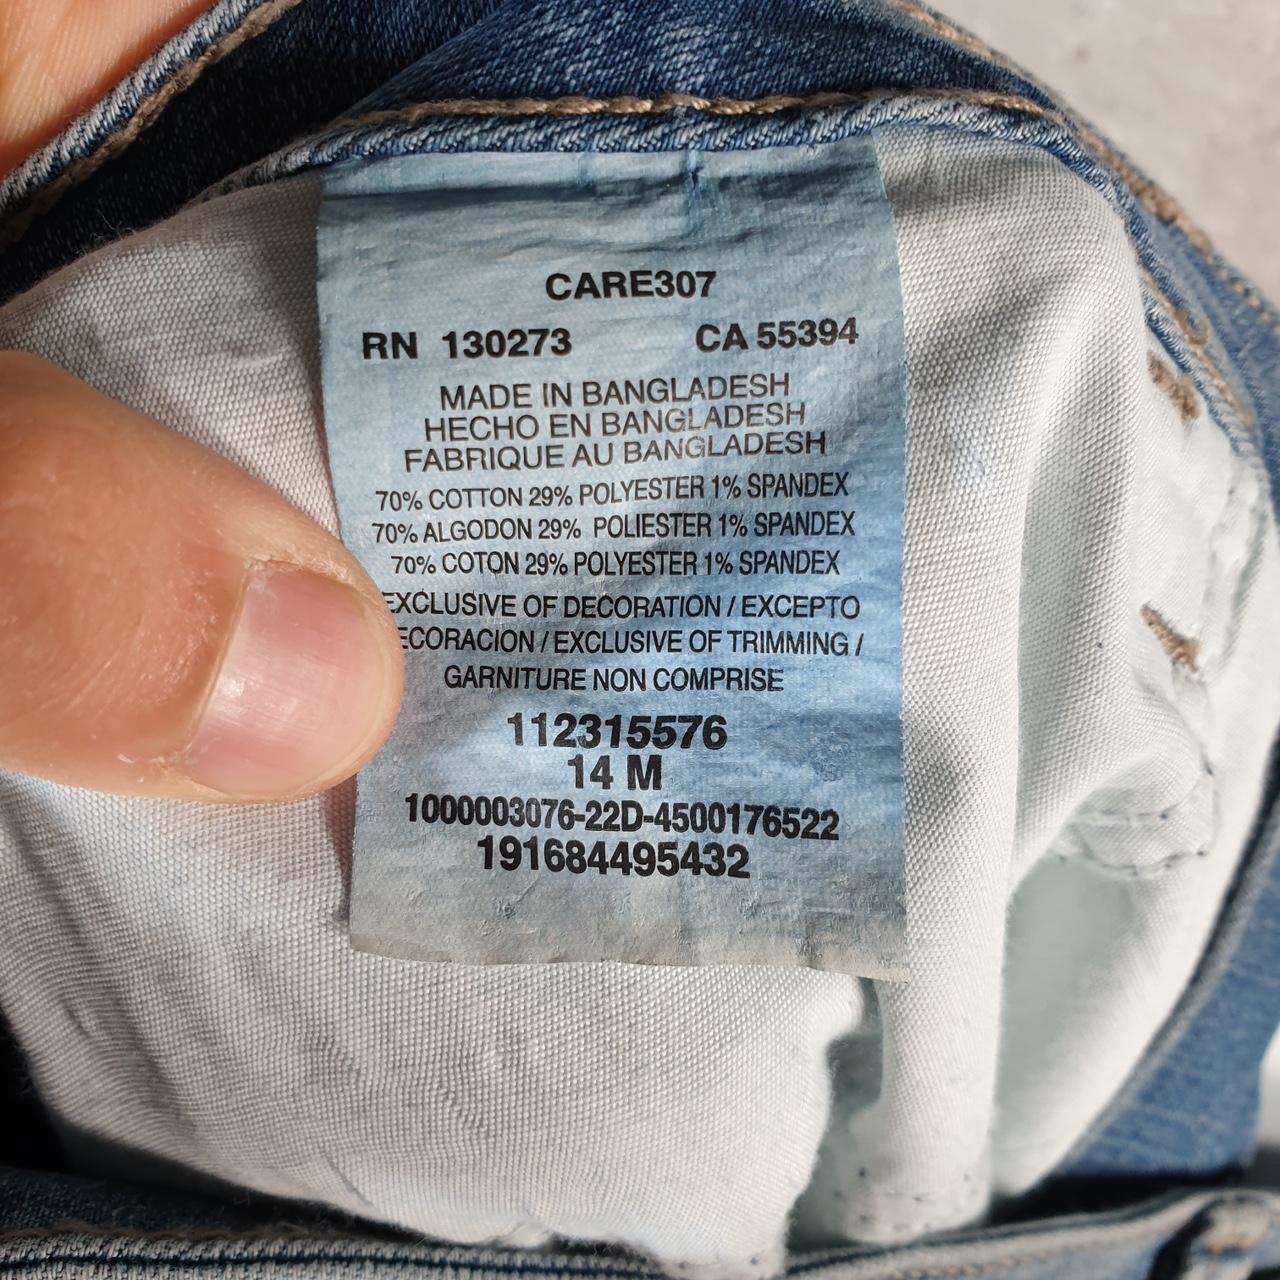 CARE307
RN 130273 CA 55394
MADE IN BANGLADESH
HECHO EN BANGLADESH
FABRIQUE AU BANGLADESH
70% COTTON 29% POLYESTER 1% SPANDEX
70% ALGODON 29% POLIESTER 1% SPANDEX
70% COTON 29% POLYESTER 1% SPANDEX
EXCLUSIVE OF DECORATION / EXCEPTO
ECORACION / EXCLUSIVE OF TRIMMING /
GARNITURE NON COMPRISE
112315576
14 M
1000003076-22D-4500176522
191684495432